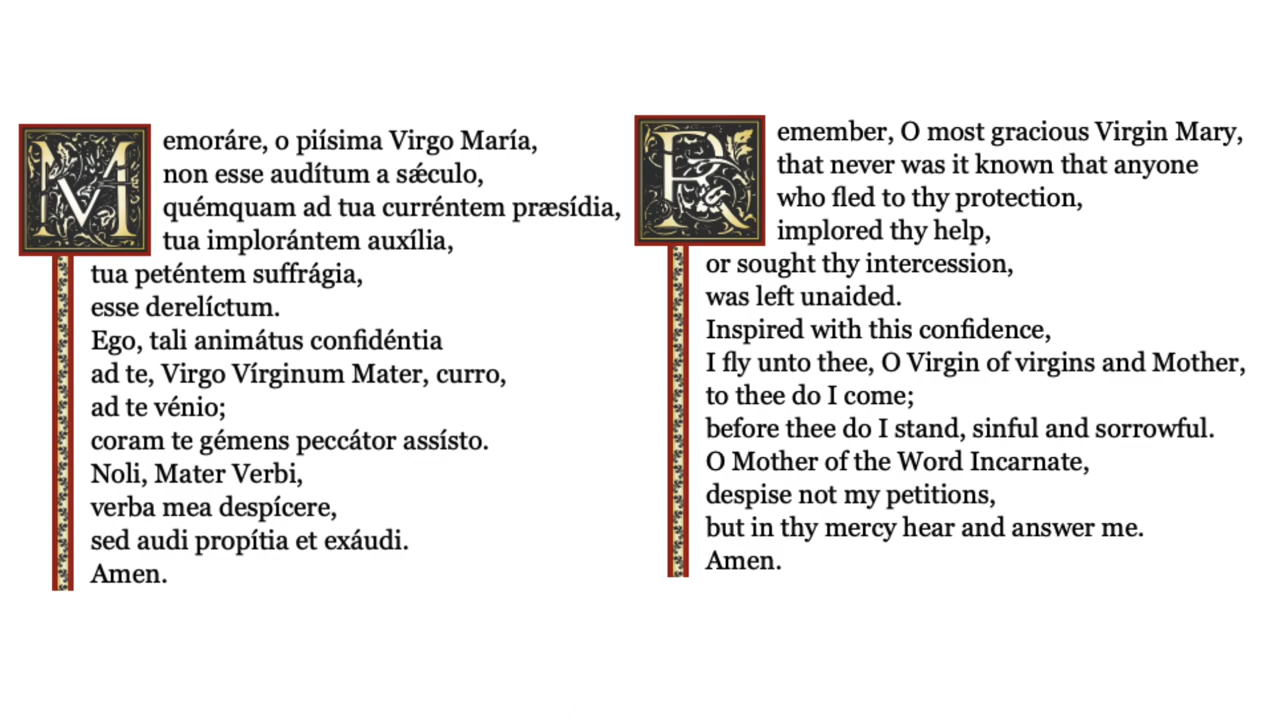 Memoráre, o piísima Virgo María,
non esse audítum a sǽculo,
quémquam ad tua curréntem præsídia,
tua implorántem auxília,
tua peténtem suffrágia,
esse derelíctum.
Ego, tali animátus confidéntia
ad te, Virgo Vírginum Mater, curro,
ad te vénio;
coram te gémens peccátor assísto.
Noli, Mater Verbi,
verba mea despícere,
sed audi propítia et exáudi.
Amen.
Remember, O most gracious Virgin Mary,
that never was it known that anyone
who fled to thy protection,
implored thy help,
or sought thy intercession,
was left unaided.
Inspired with this confidence,
I fly unto thee, O Virgin of virgins and Mother,
to thee do I come;
before thee do I stand, sinful and sorrowful.
O Mother of the Word Incarnate,
despise not my petitions,
but in thy mercy hear and answer me.
Amen.